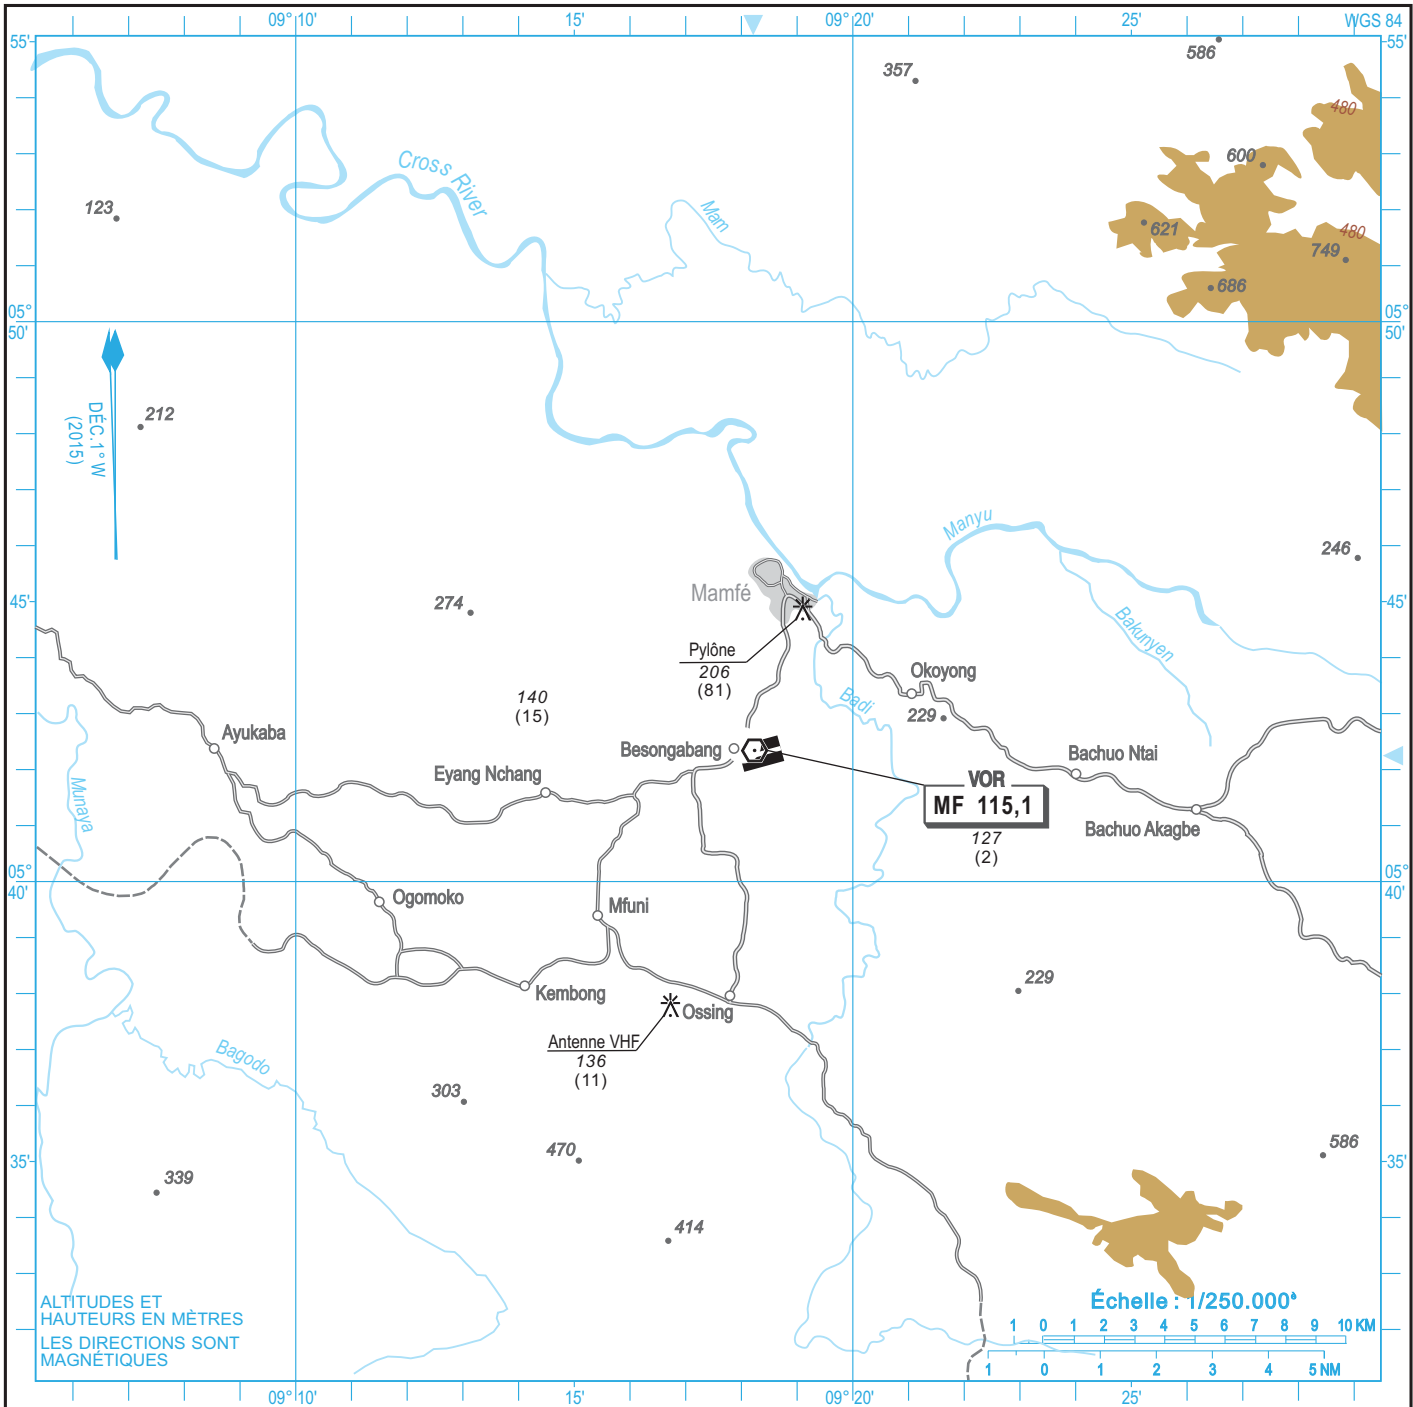 09°10' 15' 09°20' 25' WGS 84
55' 55'
586
357
480
600
Cross River
123
Mam
621
480
749
686
05° 05°
50' 50'
212
DÉC.1° W
(2015)
Manyu
246
Mamfé
45' 45'
274
Bakunyen
Pylône
206
(81)
Okoyong
140
(15)
Badi
229
Ayukaba
Besongabang
Bachuo Ntai
Eyang Nchang
VOR
MF 115,1
127
(2)
Munaya
Bachuo Akagbe
05° 05°
40' 40'
Ogomoko
Mfuni
229
Kembong
Ossing
Antenne VHF
136
(11)
Bagodo
303
470
586
35' 35'
339
414
ALTITUDES ET
HAUTEURS EN MÈTRES
LES DIRECTIONS SONT
MAGNÉTIQUES
Échelle : 1/250.000è
1 0 1 2 3 4 5 6 7 8 9 10 KM
1 0 1 2 3 4 5 NM
09°10' 15' 09°20' 25'